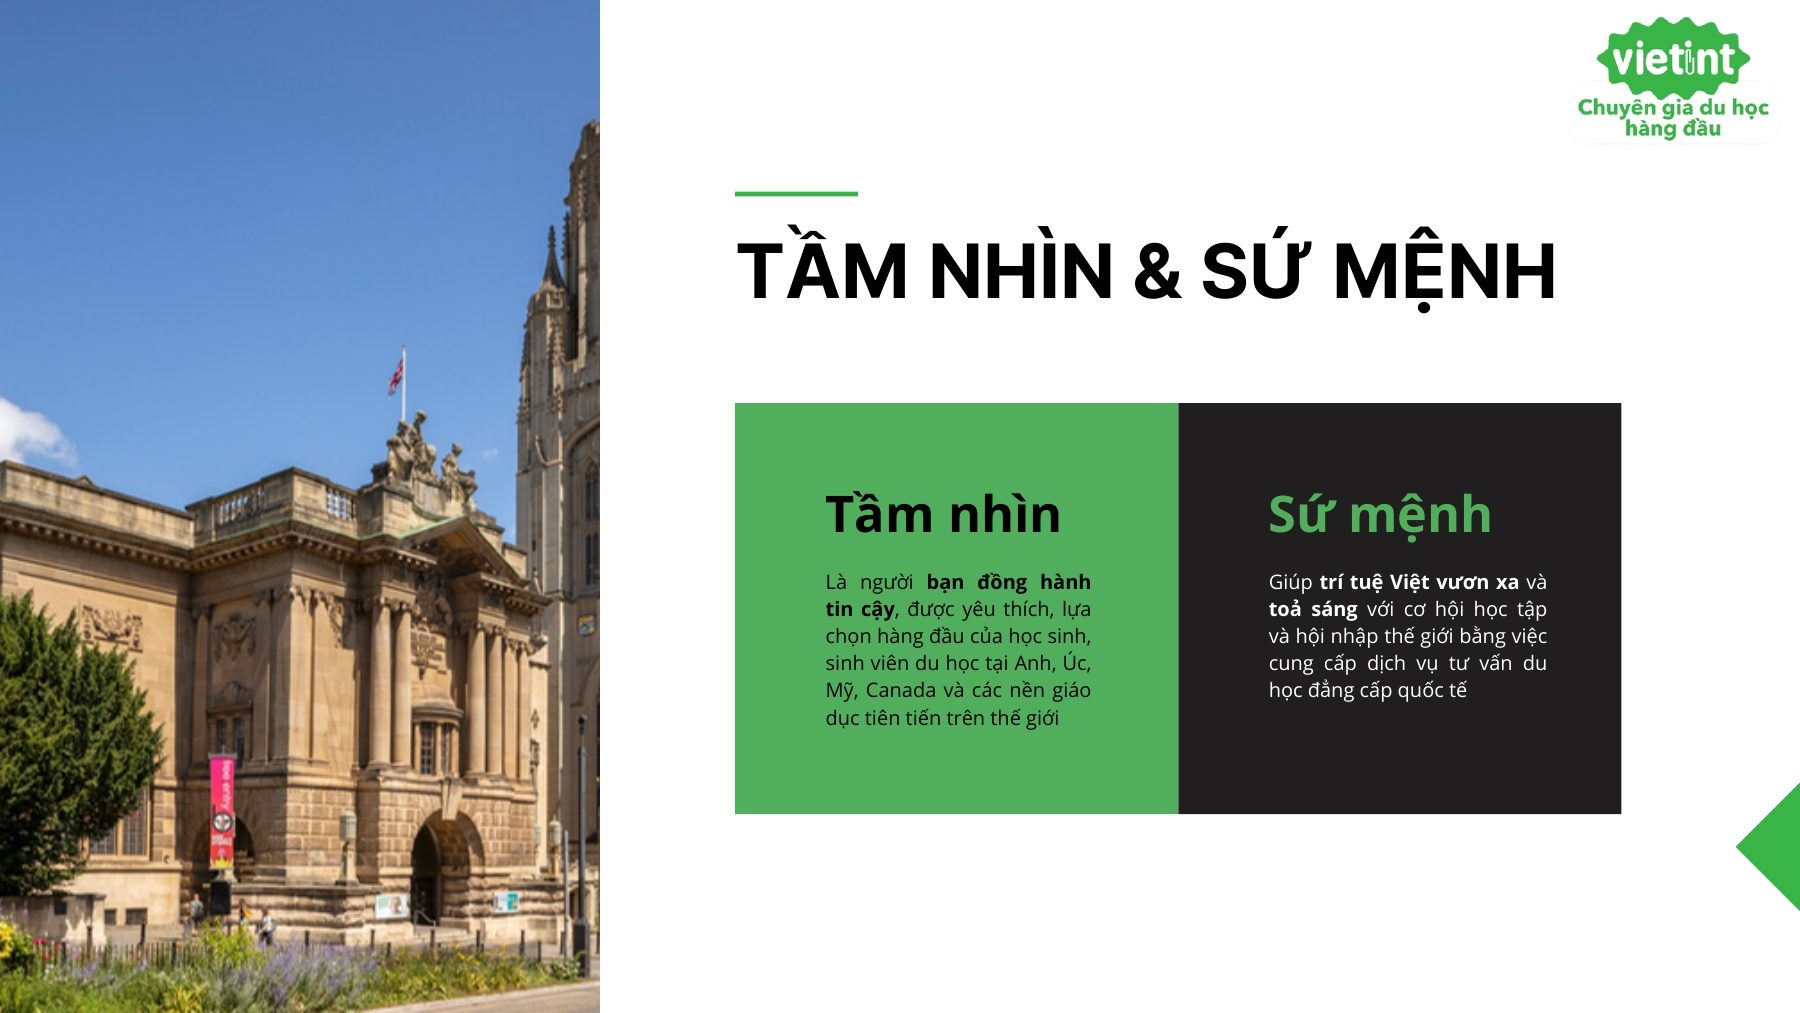 vietint
Chuyên gia du học
hàng đầu
TẦM NHÌN & SỨ MỆNH
Tầm nhìn
Là người bạn đồng hành
tin cậy, được yêu thích, lựa
chọn hàng đầu của học sinh,
sinh viên du học tại Anh, Úc,
Mỹ, Canada và các nền giáo
dục tiên tiến trên thế giới
Sứ mệnh
Giúp trí tuệ Việt vươn xa và
toả sáng với cơ hội học tập
và hội nhập thế giới bằng việc
cung cấp dịch vụ tư vấn du
học đẳng cấp quốc tế
free entry